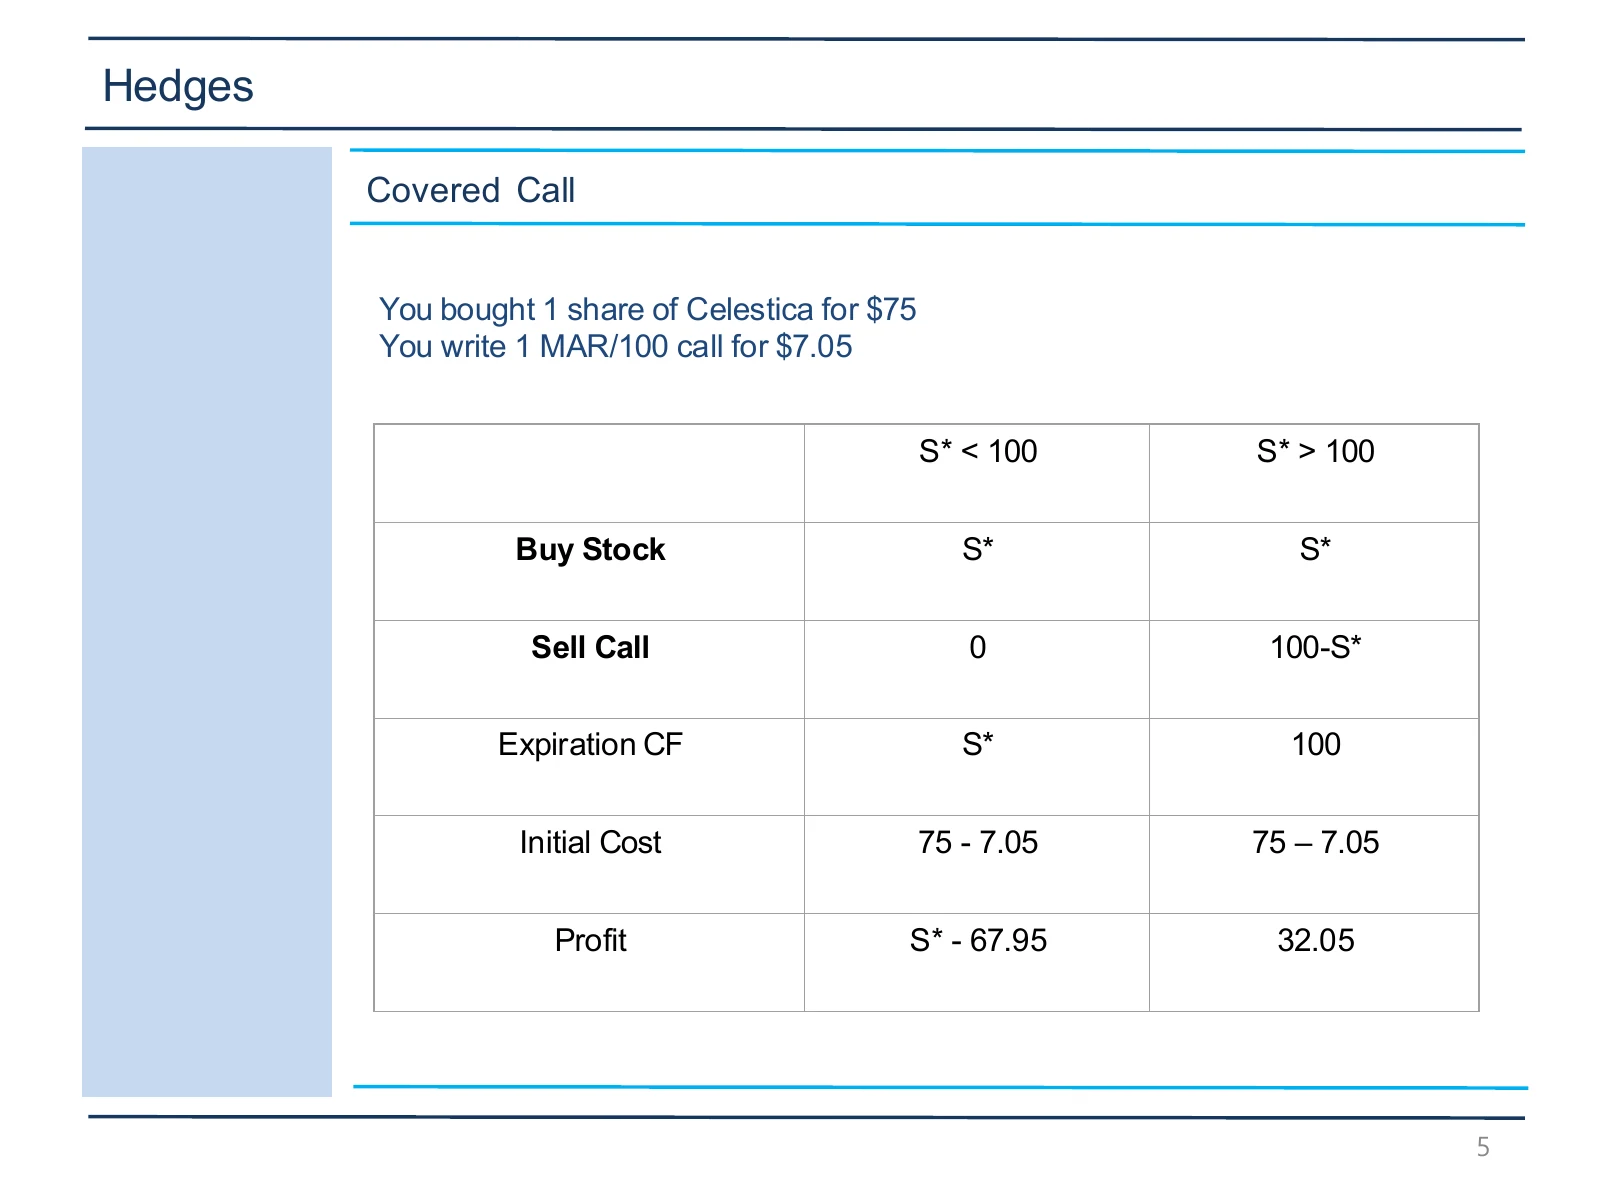 Hedges
Covered Call
You bought 1 share of Celestica for $75
You write 1 MAR/100 call for $7.05
S* < 100 S* > 100
Buy Stock S* S*
Sell Call 0 100-S*
Expiration CF S* 100
Initial Cost 75 - 7.05 75 – 7.05
Profit S* - 67.95 32.05
5